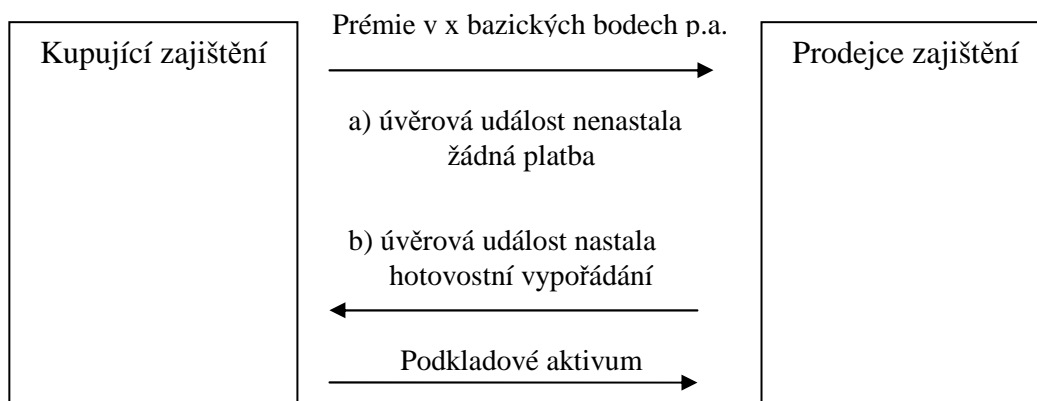 Prémie v x bazických bodech p.a.
Kupující zajištění
Prodejce zajištění
a) úvěrová událost nenastala
žádná platba
b) úvěrová událost nastala
hotovostní vypořádání
Podkladové aktivum